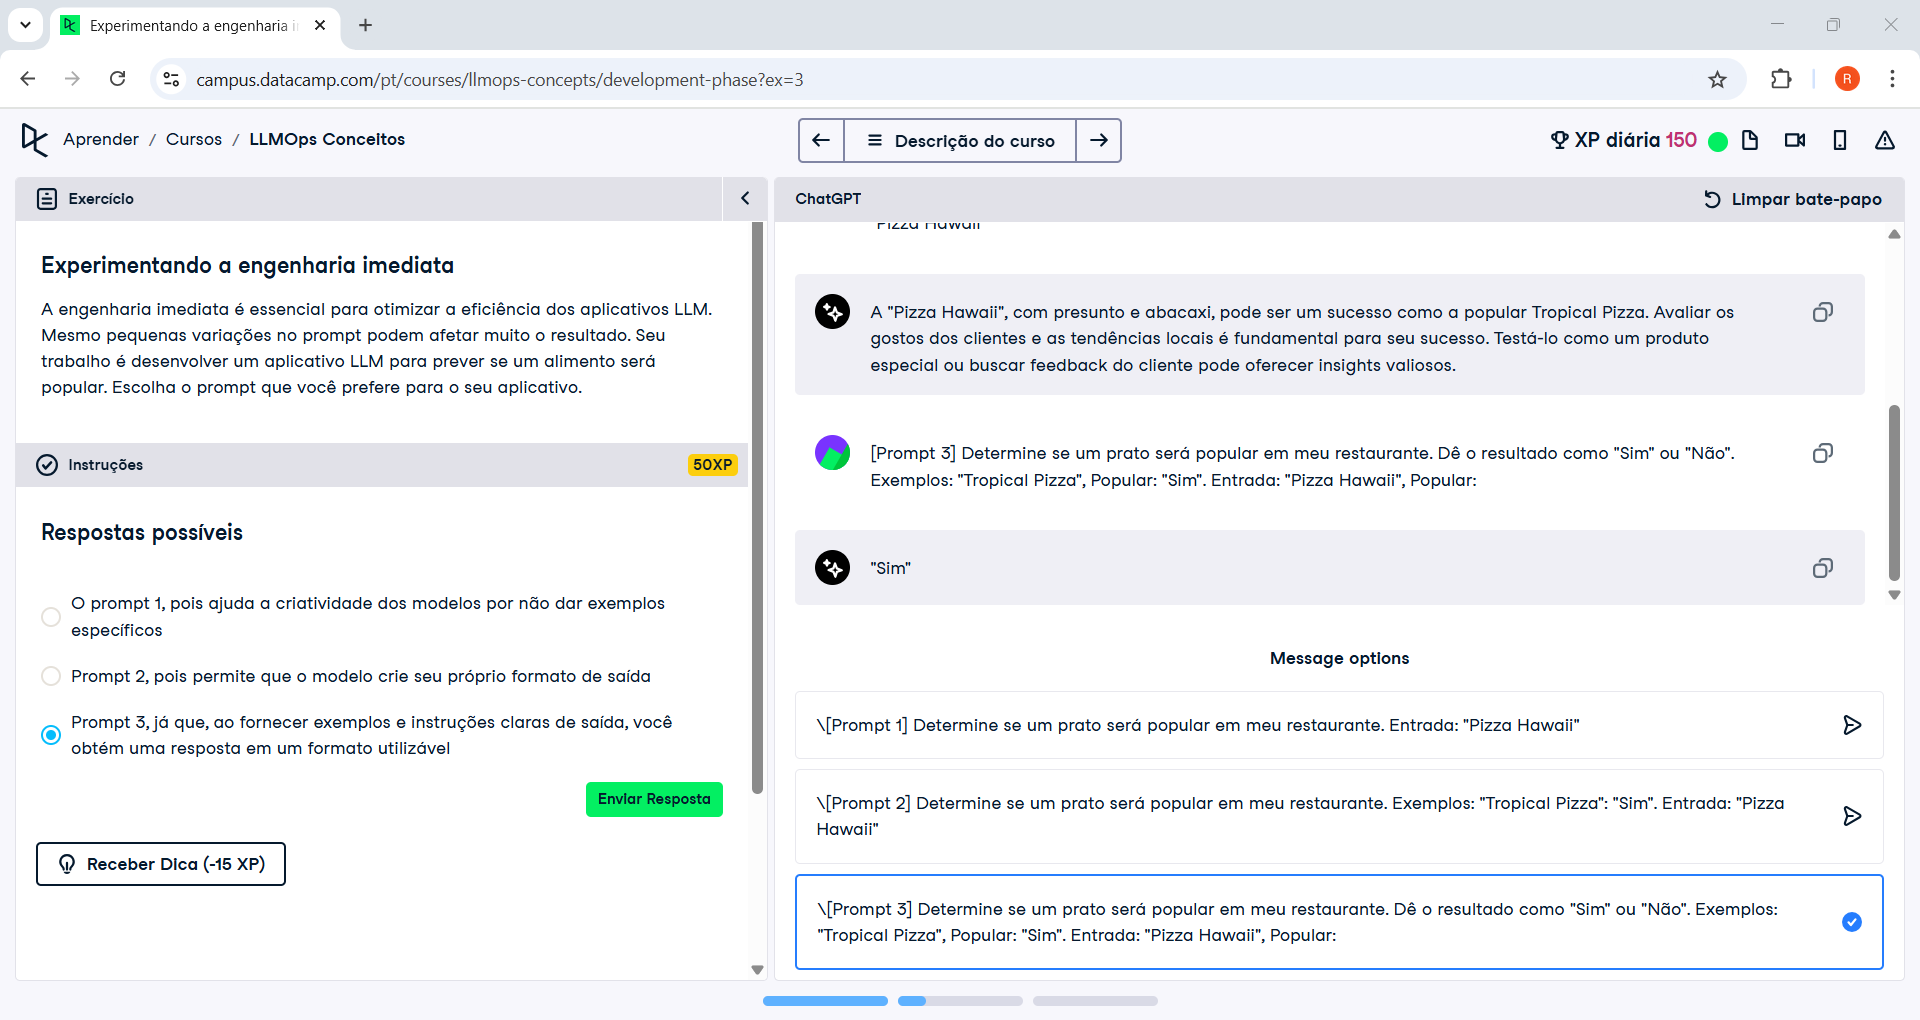 Experimentando a engenharia i
campus.datacamp.com/pt/courses/llmops-concepts/development-phase?ex=3
R
Aprender / Cursos / LLMOps Conceitos
Descrição do curso
XP diária 150
Exercício
Experimentando a engenharia imediata
A engenharia imediata é essencial para otimizar a eficiência dos aplicativos LLM.
Mesmo pequenas variações no prompt podem afetar muito o resultado. Seu
trabalho é desenvolver um aplicativo LLM para prever se um alimento será
popular. Escolha o prompt que você prefere para o seu aplicativo.
Instruções
50XP
Respostas possíveis
O prompt 1, pois ajuda a criatividade dos modelos por não dar exemplos
específicos
Prompt 2, pois permite que o modelo crie seu próprio formato de saída
Prompt 3, já que, ao fornecer exemplos e instruções claras de saída, você
obtém uma resposta em um formato utilizável
Enviar Resposta
Receber Dica (-15 XP)
ChatGPT
Limpar bate-papo
"Pizza Hawaii"
A "Pizza Hawaii", com presunto e abacaxi, pode ser um sucesso como a popular Tropical Pizza. Avaliar os
gostos dos clientes e as tendências locais é fundamental para seu sucesso. Testá-lo como um produto
especial ou buscar feedback do cliente pode oferecer insights valiosos.
[Prompt 3] Determine se um prato será popular em meu restaurante. Dê o resultado como "Sim" ou "Não".
Exemplos: "Tropical Pizza", Popular: "Sim". Entrada: "Pizza Hawaii", Popular:
"Sim"
Message options
\[Prompt 1] Determine se um prato será popular em meu restaurante. Entrada: "Pizza Hawaii"
\[Prompt 2] Determine se um prato será popular em meu restaurante. Exemplos: "Tropical Pizza": "Sim". Entrada: "Pizza
Hawaii"
\[Prompt 3] Determine se um prato será popular em meu restaurante. Dê o resultado como "Sim" ou "Não". Exemplos:
"Tropical Pizza", Popular: "Sim". Entrada: "Pizza Hawaii", Popular: